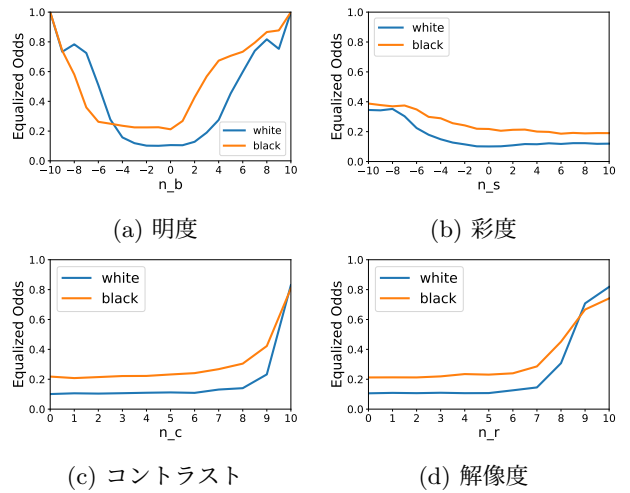 1.0
0.8
0.6
0.4
0.2
0.0
Equalized Odds
white
black
−10 −8 −6 −4 −2 0 2 4 6 8 10
n_b
(a) 明度
1.0
0.8
0.6
0.4
0.2
0.0
Equalized Odds
white
black
−10 −8 −6 −4 −2 0 2 4 6 8 10
n_s
(b) 彩度
1.0
0.8
0.6
0.4
0.2
0.0
Equalized Odds
white
black
0 1 2 3 4 5 6 7 8 9 10
n_c
(c) コントラスト
1.0
0.8
0.6
0.4
0.2
0.0
Equalized Odds
white
black
0 1 2 3 4 5 6 7 8 9 10
n_r
(d) 解像度